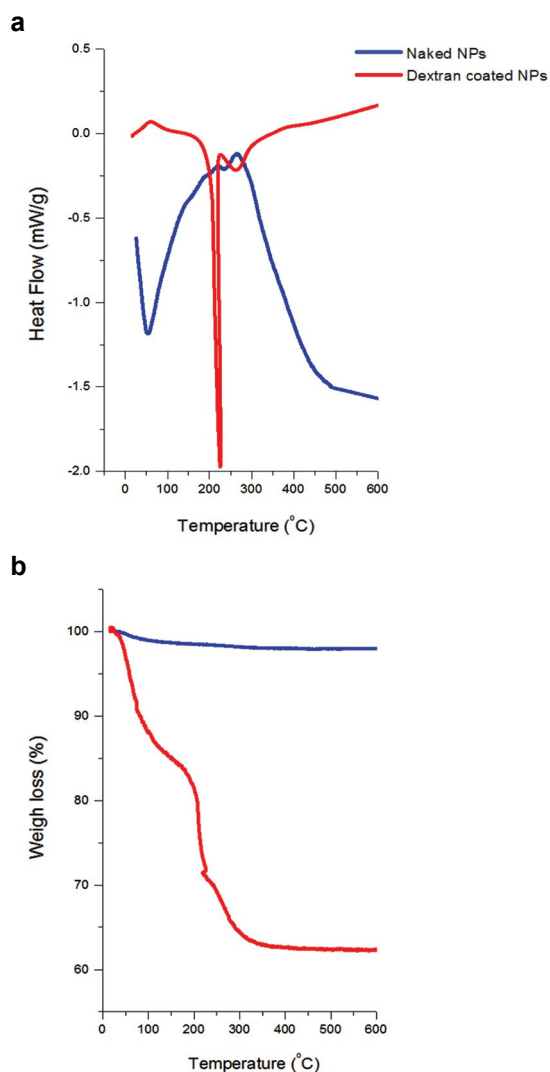 a
Naked NPs
Dextran coated NPs
0.5
0.0
-0.5
-1.0
-1.5
-2.0
Heat Flow (mW/g)
0 100 200 300 400 500 600
Temperature (°C)
b
100
90
80
70
60
Weigh loss (%)
0 100 200 300 400 500 600
Temperature (°C)